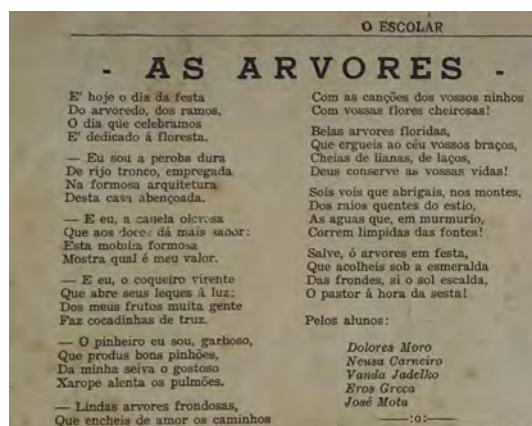 O ESCOLAR
- AS ARVORES -
E' hoje o dia da festa
Do arvoredo, dos ramos,
O dia que celebramos
E' dedicado á floresta.
— Eu sou a peroba dura
De rijo tronco, empregada
Na formosa arquitetura
Desta casa abençoada.
— E eu, a canela olorosa
Que aos doces dá mais sabor:
Esta mobilia formosa
Mostra qual é meu valor.
— E eu, o coqueiro virente
Que abre seus leques á luz:
Dos meus frutos muita gente
Faz cocadinhas de truz.
— O pinheiro eu sou, garboso,
Que produs bons pinhões,
Da minha seiva o gostoso
Xarope alenta os pulmões.
— Lindas arvores frondosas,
Que encheis de amor os caminhos
Com as canções dos vossos ninhos
Com vossas flores cheirosas!
Belas arvores floridas,
Que ergueis ao céu vossos braços,
Cheias de lianas, de laços,
Deus conserve as vossas vidas!
Sois vois que abrigais, nos montes,
Dos raios quentes do estio,
As aguas que, em murmurio,
Correm limpidas das fontes!
Salve, ó arvores em festa,
Que acolheis sob a esmeralda
Das frondes, si o sol escalda,
O pastor á hora da sesta!
Pelos alunos:
Dolores Moro
Neusa Carneiro
Vanda Jadelko
Eros Greca
José Mota
——:o:——